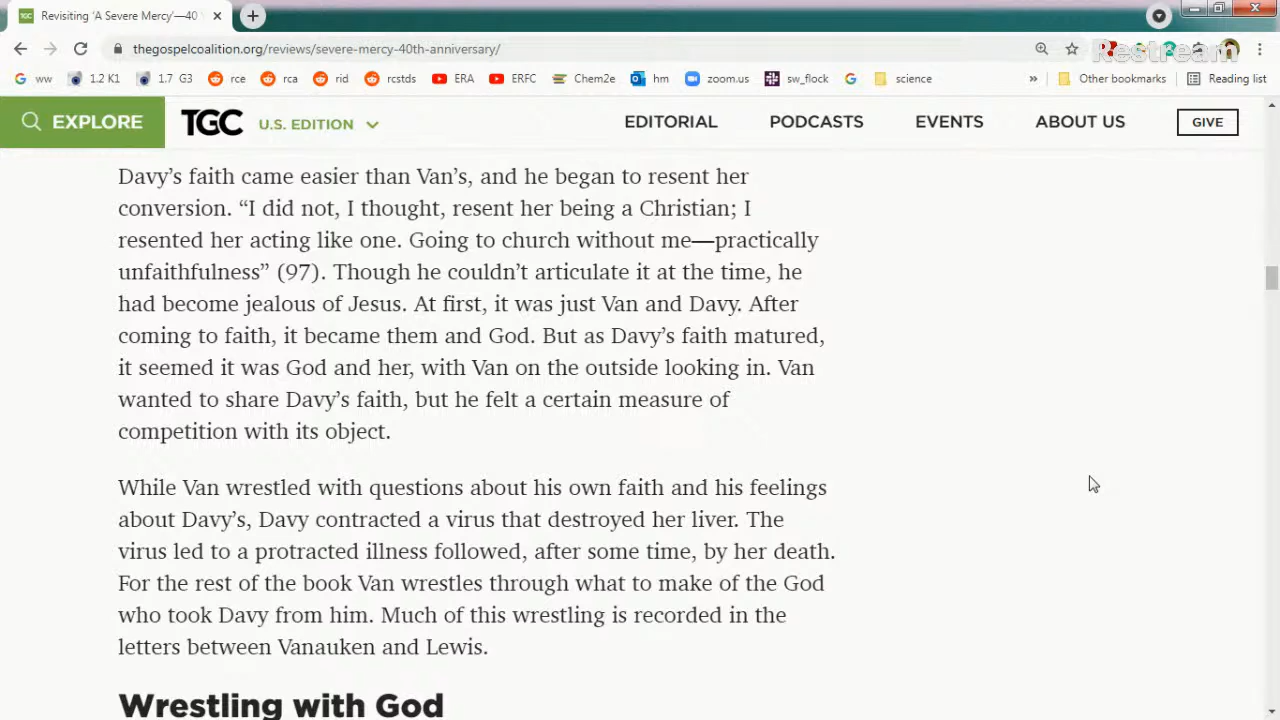 TGC
Revisiting 'A Severe Mercy'—40
thegospelcoalition.org/reviews/severe-mercy-40th-anniversary/
Restream
ww
1.2 K1
1.7 G3
rce
rca
rid
rcstds
ERA
ERFC
Chem2e
hm
zoom.us
sw_flock
science
»
Other bookmarks
Reading list
EXPLORE
TGC
U.S. EDITION
EDITORIAL
PODCASTS
EVENTS
ABOUT US
GIVE
Davy’s faith came easier than Van’s, and he began to resent her
conversion. “I did not, I thought, resent her being a Christian; I
resented her acting like one. Going to church without me—practically
unfaithfulness” (97). Though he couldn’t articulate it at the time, he
had become jealous of Jesus. At first, it was just Van and Davy. After
coming to faith, it became them and God. But as Davy’s faith matured,
it seemed it was God and her, with Van on the outside looking in. Van
wanted to share Davy’s faith, but he felt a certain measure of
competition with its object.
While Van wrestled with questions about his own faith and his feelings
about Davy’s, Davy contracted a virus that destroyed her liver. The
virus led to a protracted illness followed, after some time, by her death.
For the rest of the book Van wrestles through what to make of the God
who took Davy from him. Much of this wrestling is recorded in the
letters between Vanauken and Lewis.
Wrestling with God